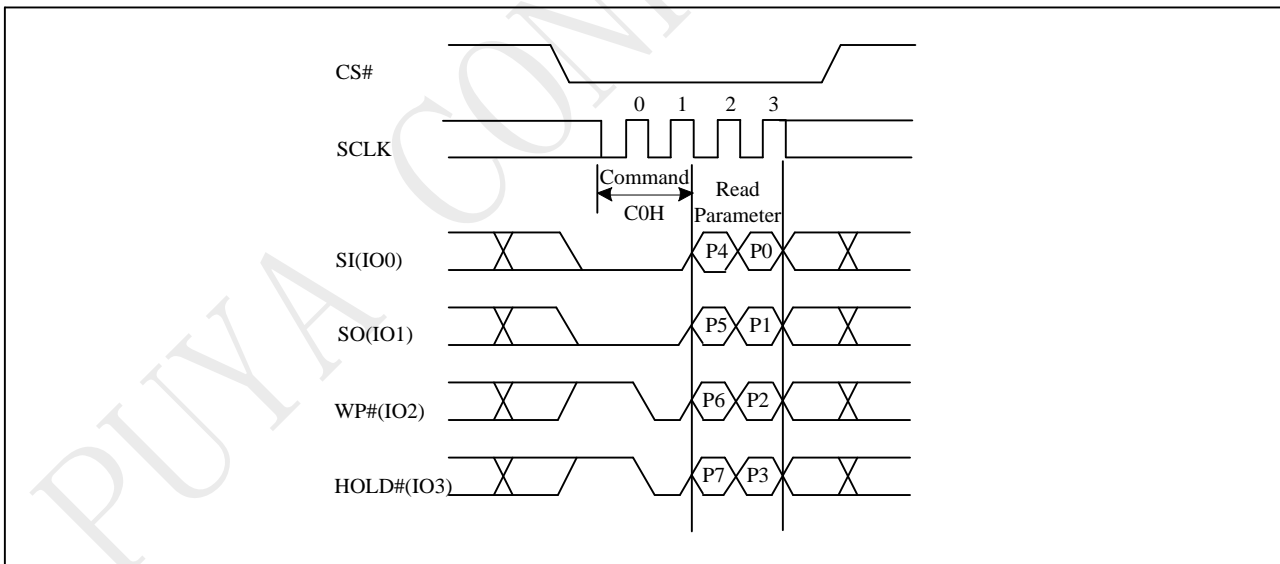 CS#
0 1 2 3
SCLK
Command
C0H
Read
Parameter
SI(IO0)
P4 P0
SO(IO1)
P5 P1
WP#(IO2)
P6 P2
HOLD#(IO3)
P7 P3
PUYA CON